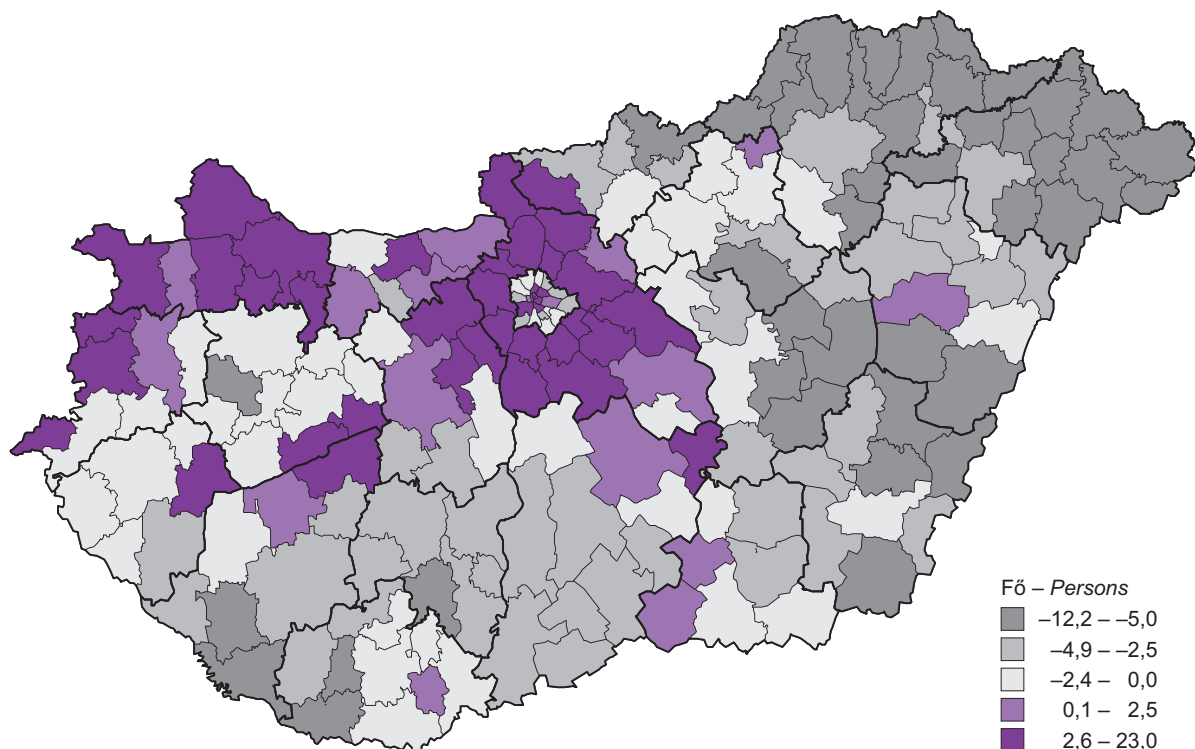 Fő – Persons
–12,2 – –5,0
–4,9 – –2,5
–2,4 – 0,0
0,1 – 2,5
2,6 – 23,0